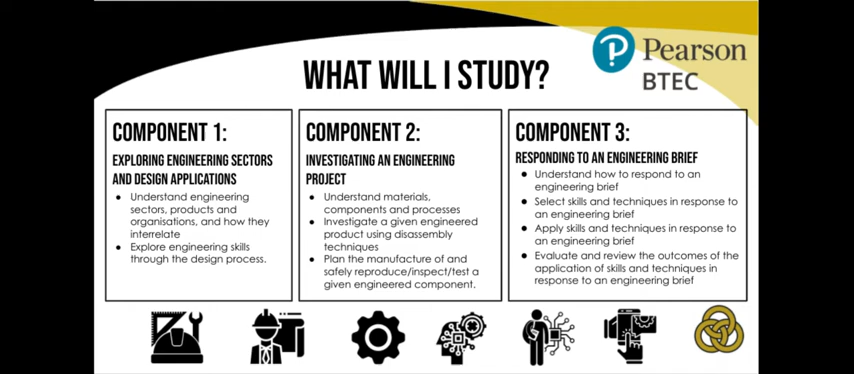 Pearson
BTEC
WHAT WILL I STUDY?
COMPONENT 1:
EXPLORING ENGINEERING SECTORS
AND DESIGN APPLICATIONS
● Understand engineering
sectors, products and
organisations, and how they
interrelate
● Explore engineering skills
through the design process.
COMPONENT 2:
INVESTIGATING AN ENGINEERING
PROJECT
● Understand materials,
components and processes
● Investigate a given engineered
product using disassembly
techniques
● Plan the manufacture of and
safely reproduce/inspect/test a
given engineered component.
COMPONENT 3:
RESPONDING TO AN ENGINEERING BRIEF
● Understand how to respond to an
engineering brief
● Select skills and techniques in response to
an engineering brief
● Apply skills and techniques in response to
an engineering brief
● Evaluate and review the outcomes of the
application of skills and techniques in
response to an engineering brief